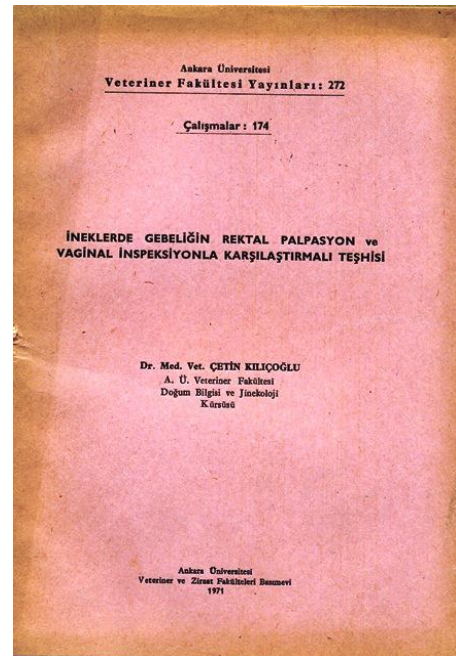 Ankara Üniversitesi
Veteriner Fakültesi Yayınları: 272
Çalışmalar : 174
İNEKLERDE GEBELİĞİN REKTAL PALPASYON ve
VAGİNAL İNSPEKSİYONLA KARŞILAŞTIRMALI TEŞHİSİ
Dr. Med. Vet. ÇETİN KILIÇOĞLU
A. Ü. Veteriner Fakültesi
Doğum Bilgisi ve Jinekoloji
Kürsüsü
Ankara Üniversitesi
Veteriner ve Ziraat Fakülteleri Basımevi
1971